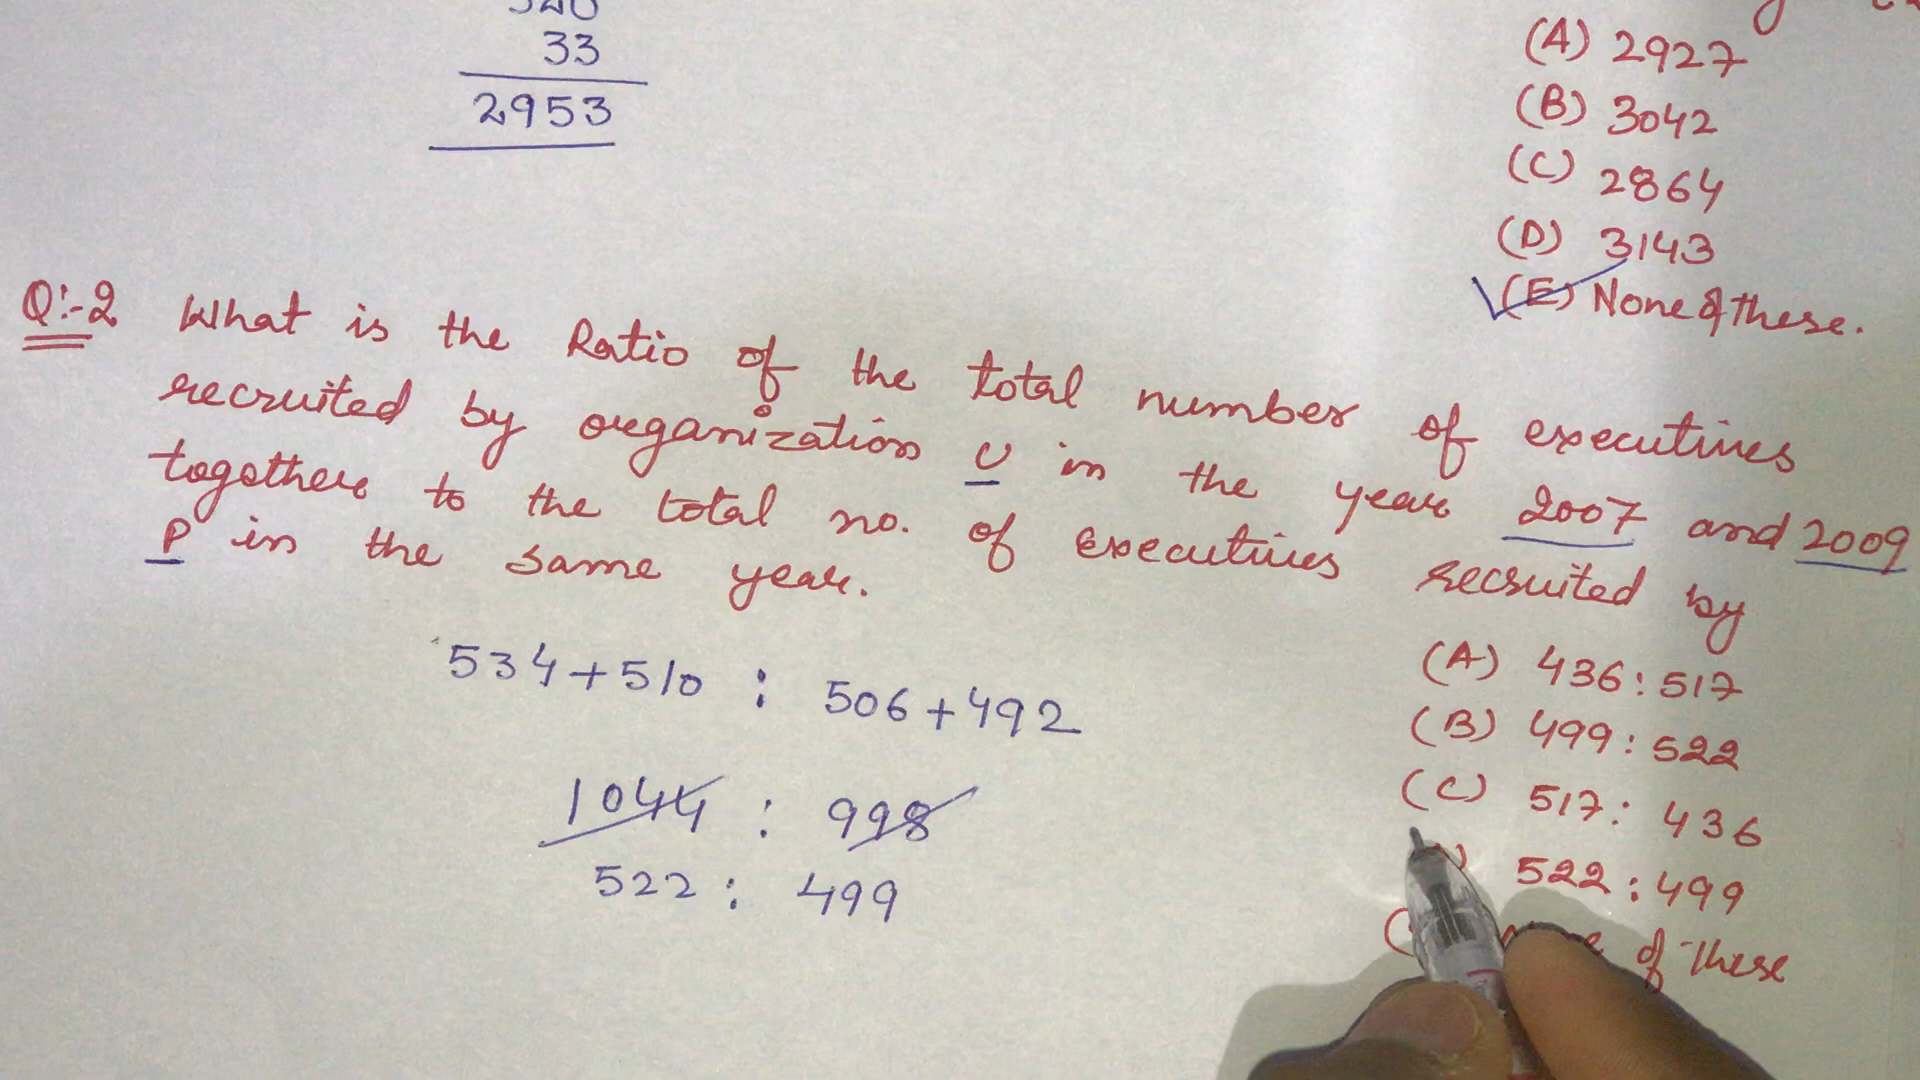 33
2953
(A) 2927
(B) 3042
(C) 2864
(D) 3143
(E) None of these.
Q:-2 What is the Ratio of the total number of executives
recruited by organization U in the year 2007 and 2009
together to the total no. of executives recruited by
P in the same year.
534+510 : 506+492
1044 : 998
522 : 499
(A) 436:517
(B) 499:522
(C) 517: 436
522:499
of These